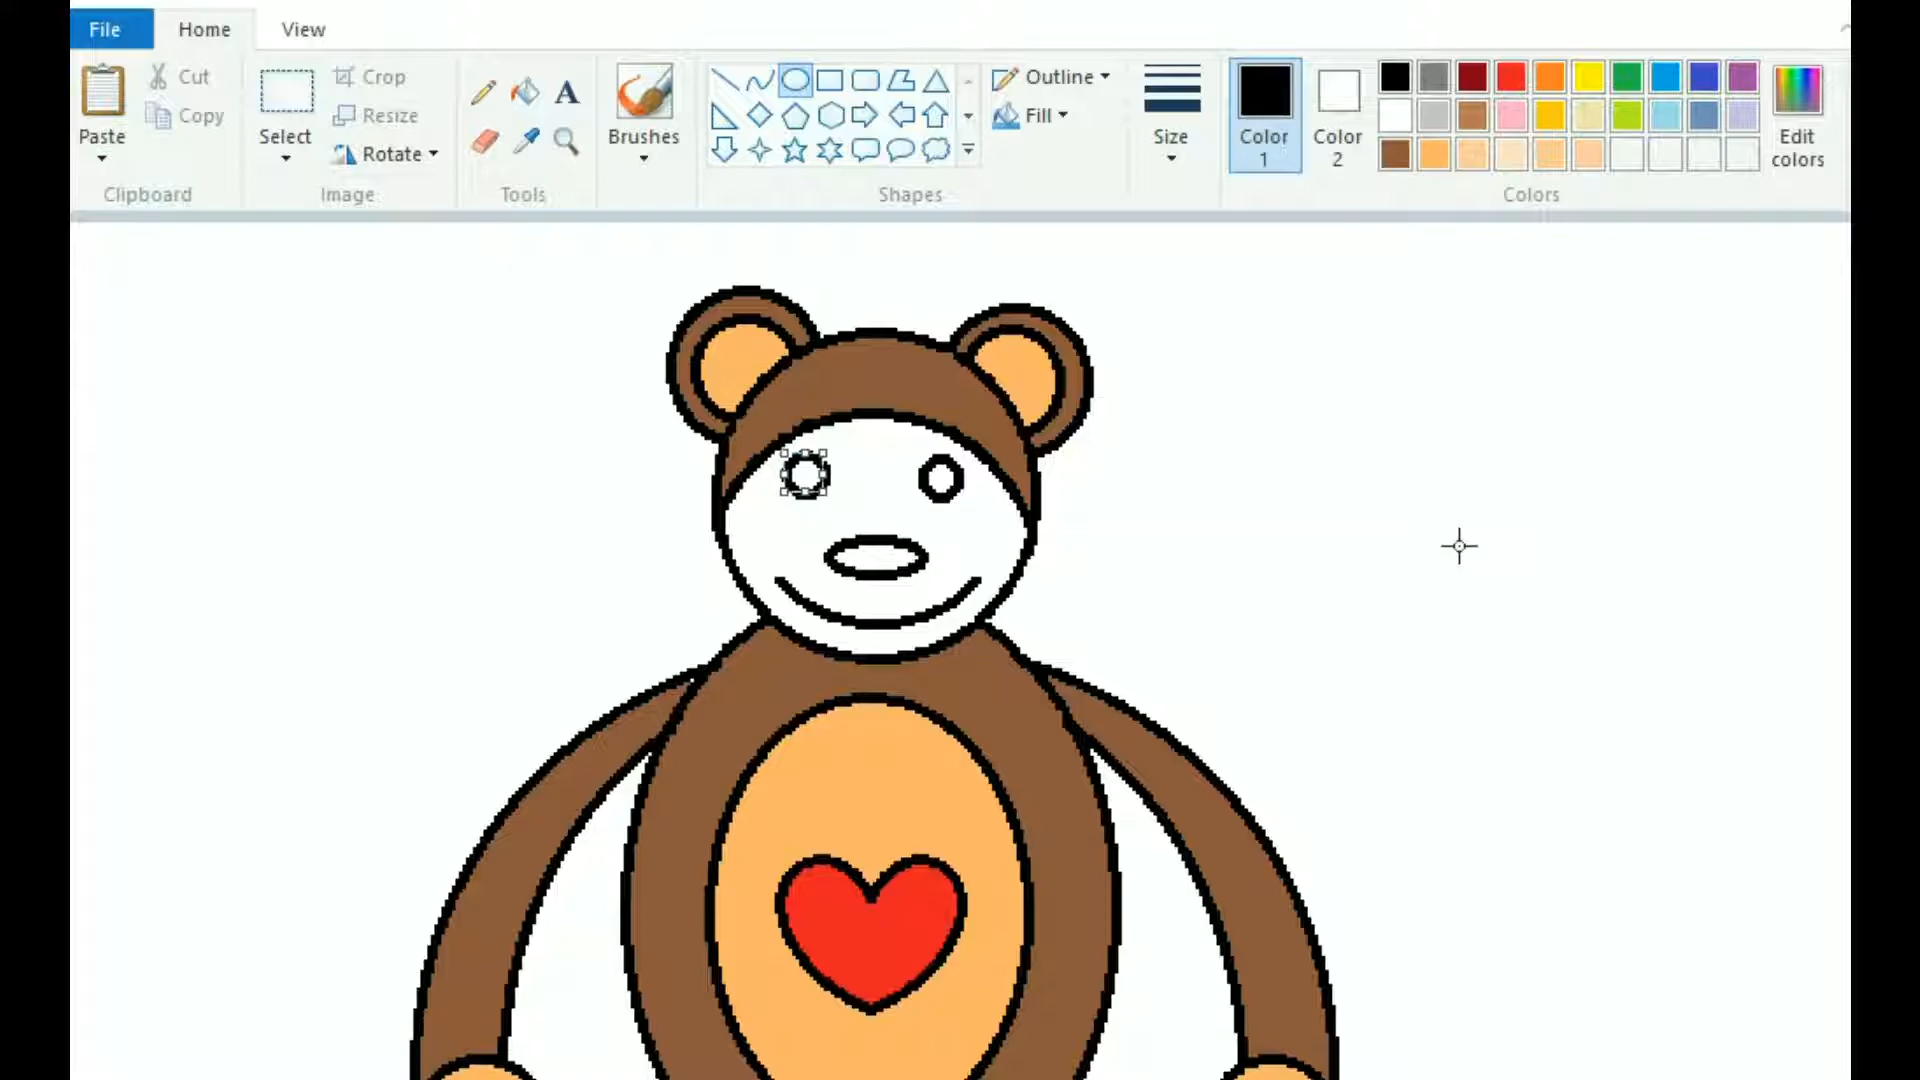 File Home View
Paste
Cut
Copy
Clipboard
Select
Crop
Resize
Rotate
Image
A
Tools
Brushes
Shapes
Outline
Fill
Size
Color 1
Color 2
Colors
Edit colors